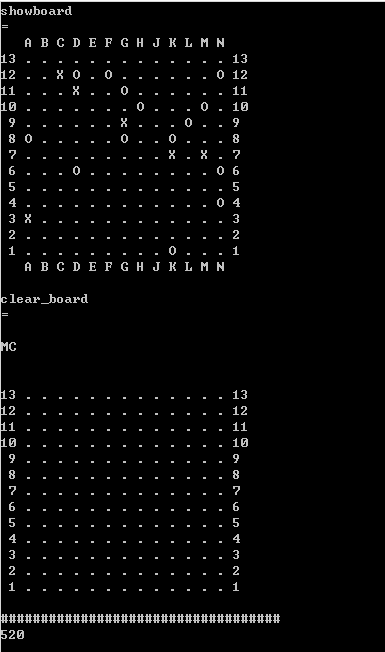 showboard
=
   A B C D E F G H J K L M N
13 . . . . . . . . . . . . . 13
12 . . X O . O . . . . . . O 12
11 . . . X . . O . . . . . . 11
10 . . . . . . . O . . . O . 10
 9 . . . . . . X . . . O . . 9
 8 O . . . . . O . . O . . . 8
 7 . . . . . . . . . X . X . 7
 6 . . . O . . . . . . . . O 6
 5 . . . . . . . . . . . . . 5
 4 . . . . . . . . . . . . O 4
 3 X . . . . . . . . . . . . 3
 2 . . . . . . . . . . . . . 2
 1 . . . . . . . . . O . . . 1
   A B C D E F G H J K L M N
clear_board
=
MC
13 . . . . . . . . . . . . . 13
12 . . . . . . . . . . . . . 12
11 . . . . . . . . . . . . . 11
10 . . . . . . . . . . . . . 10
 9 . . . . . . . . . . . . . 9
 8 . . . . . . . . . . . . . 8
 7 . . . . . . . . . . . . . 7
 6 . . . . . . . . . . . . . 6
 5 . . . . . . . . . . . . . 5
 4 . . . . . . . . . . . . . 4
 3 . . . . . . . . . . . . . 3
 2 . . . . . . . . . . . . . 2
 1 . . . . . . . . . . . . . 1
###################################
520